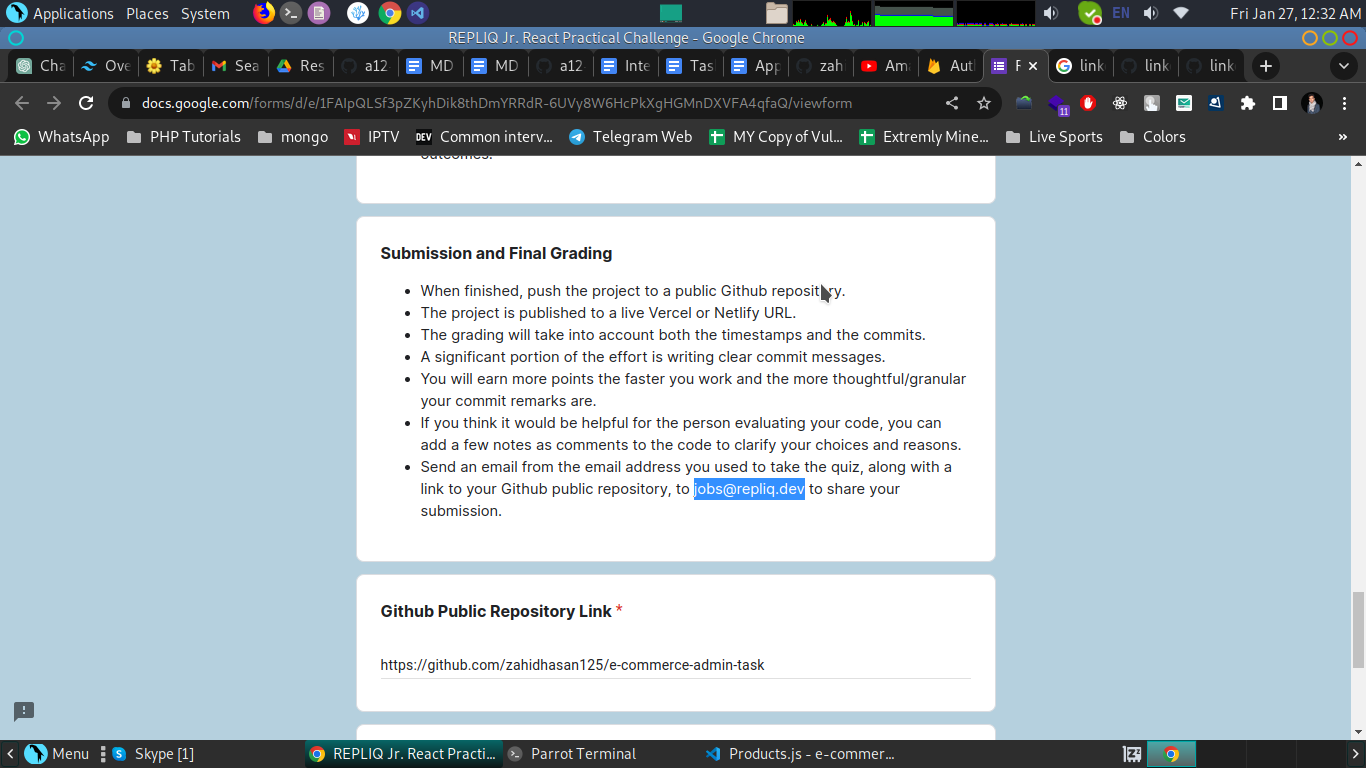 Applications Places System EN Fri Jan 27, 12:32 AM
REPLIQ Jr. React Practical Challenge - Google Chrome
Cha Ove Tab Sea Res a12 MD MD a12 Inte Tas App zah Ama Aut F link link link
docs.google.com/forms/d/e/1FAIpQLSf3pZKyhDik8thDmYRRdR-6UVy8W6HcPkXgHGMnDXVFA4qfaQ/viewform 11
WhatsApp PHP Tutorials mongo IPTV DEV Common interv... Telegram Web MY Copy of Vul... Extremly Mine... Live Sports Colors »
outcomes.
Submission and Final Grading
• When finished, push the project to a public Github repository.
• The project is published to a live Vercel or Netlify URL.
• The grading will take into account both the timestamps and the commits.
• A significant portion of the effort is writing clear commit messages.
• You will earn more points the faster you work and the more thoughtful/granular
your commit remarks are.
• If you think it would be helpful for the person evaluating your code, you can
add a few notes as comments to the code to clarify your choices and reasons.
• Send an email from the email address you used to take the quiz, along with a
link to your Github public repository, to jobs@repliq.dev to share your
submission.
Github Public Repository Link *
https://github.com/zahidhasan125/e-commerce-admin-task
Menu Skype [1] REPLIQ Jr. React Practi... Parrot Terminal Products.js - e-commer...